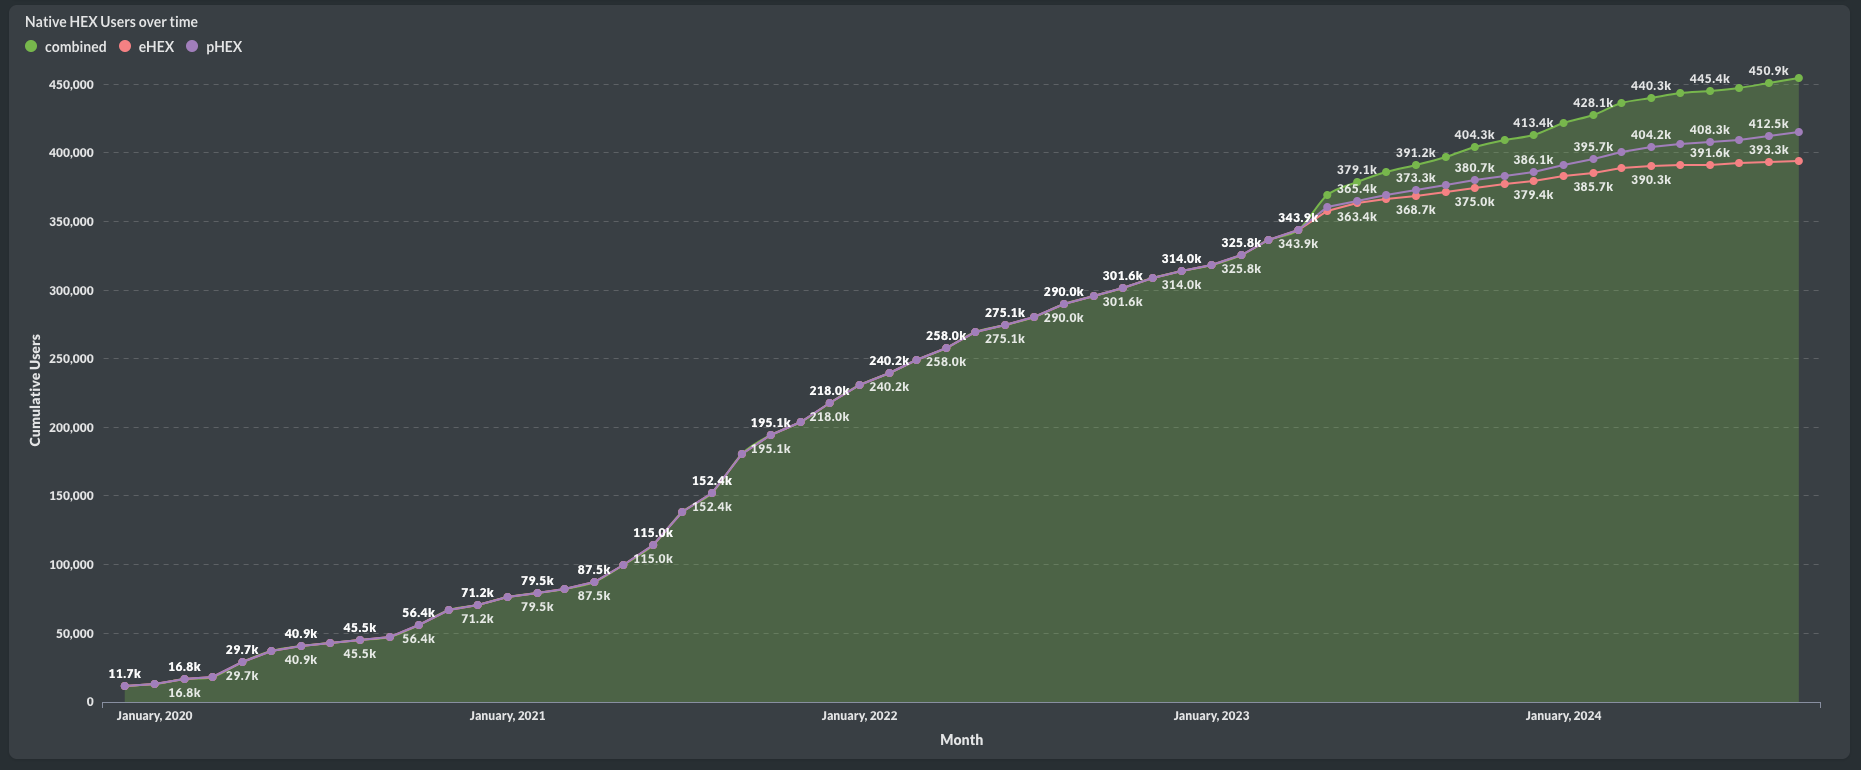 Native HEX Users over time
combined eHEX pHEX
450,000
400,000
350,000
300,000
250,000
200,000
150,000
100,000
50,000
0
Cumulative Users
11.7k
16.8k
16.8k
29.7k
29.7k
40.9k
40.9k
45.5k
45.5k
56.4k
56.4k
71.2k
71.2k
79.5k
79.5k
87.5k
87.5k
115.0k
115.0k
152.4k
152.4k
195.1k
195.1k
218.0k
218.0k
240.2k
240.2k
258.0k
258.0k
275.1k
275.1k
290.0k
290.0k
301.6k
301.6k
314.0k
314.0k
325.8k
325.8k
343.9k
343.9k
379.1k
365.4k
363.4k
391.2k
373.3k
368.7k
404.3k
380.7k
375.0k
413.4k
386.1k
379.4k
428.1k
395.7k
385.7k
440.3k
404.2k
390.3k
445.4k
408.3k
391.6k
450.9k
412.5k
393.3k
January, 2020 January, 2021 January, 2022 January, 2023 January, 2024
Month